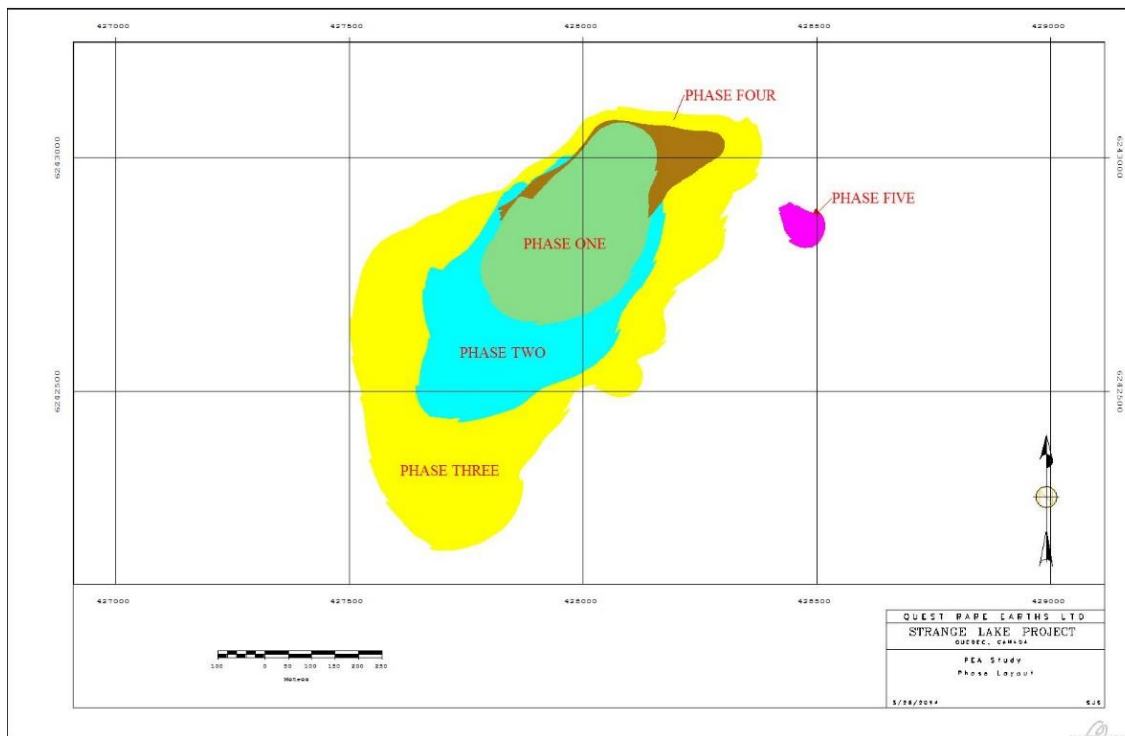 427000 427500 428000 428500 429000
PHASE FOUR
6243000 6243000
PHASE FIVE
PHASE ONE
PHASE TWO
6242500 6242500
PHASE THREE
427000 427500 428000 428500 429000
QUEST RARE EARTHS LTD
STRANGE LAKE PROJECT
QUEBEC, CANADA
100 0 50 100 150 200 250
Meters
PEA Study
Phase Layout
SJS